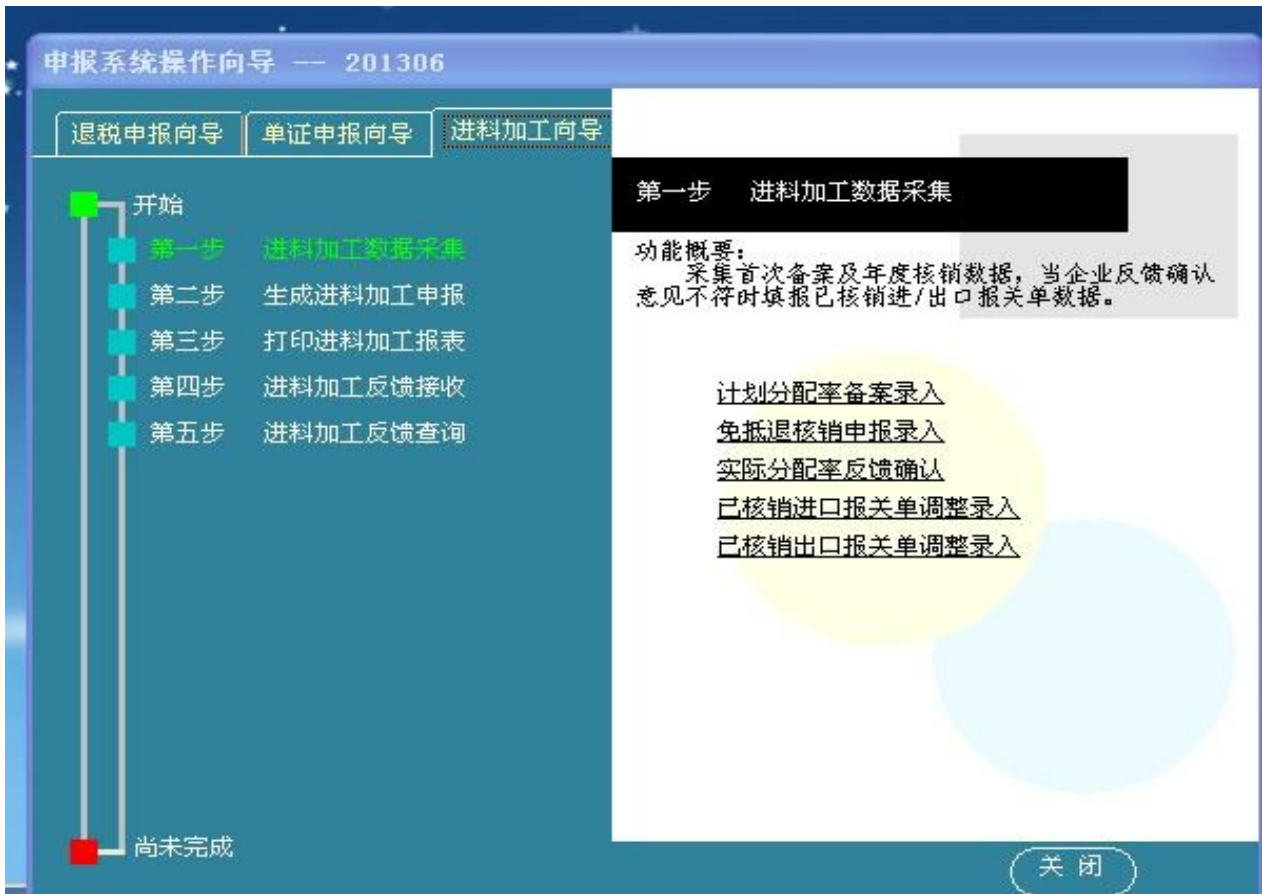 申报系统操作向导 -- 201306
退税申报向导 单证申报向导 进料加工向导
开始
第一步 进料加工数据采集
第二步 生成进料加工申报
第三步 打印进料加工报表
第四步 进料加工反馈接收
第五步 进料加工反馈查询
尚未完成
第一步 进料加工数据采集
功能概要:
采集首次备案及年度核销数据，当企业反馈确认
意见不符时填报已核销进/出口报关单数据。
计划分配率备案录入
免抵退核销申报录入
实际分配率反馈确认
已核销进口报关单调整录入
已核销出口报关单调整录入
关 闭